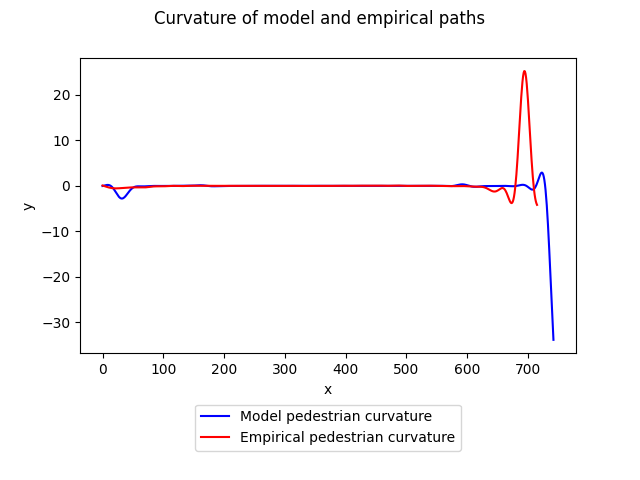 Curvature of model and empirical paths
20
10
0
−10
−20
−30
y
0 100 200 300 400 500 600 700
x
Model pedestrian curvature
Empirical pedestrian curvature